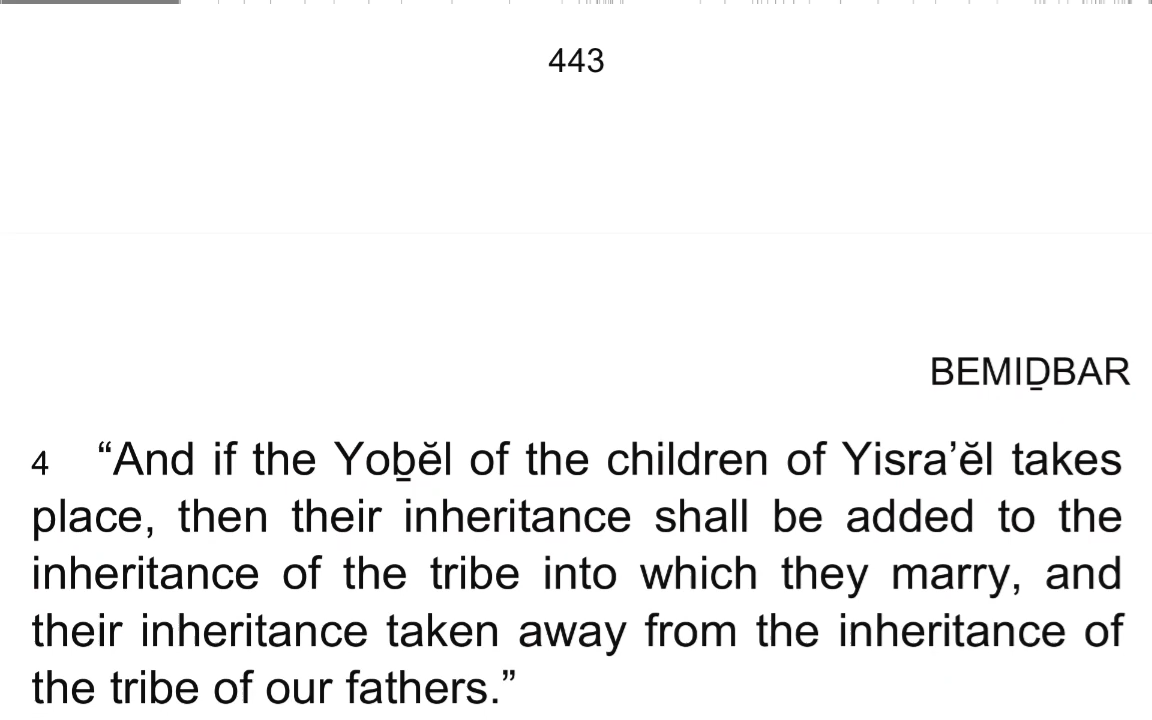 443
BEMIḎBAR
4 “And if the Yoḇĕl of the children of Yisra’ĕl takes
place, then their inheritance shall be added to the
inheritance of the tribe into which they marry, and
their inheritance taken away from the inheritance of
the tribe of our fathers.”